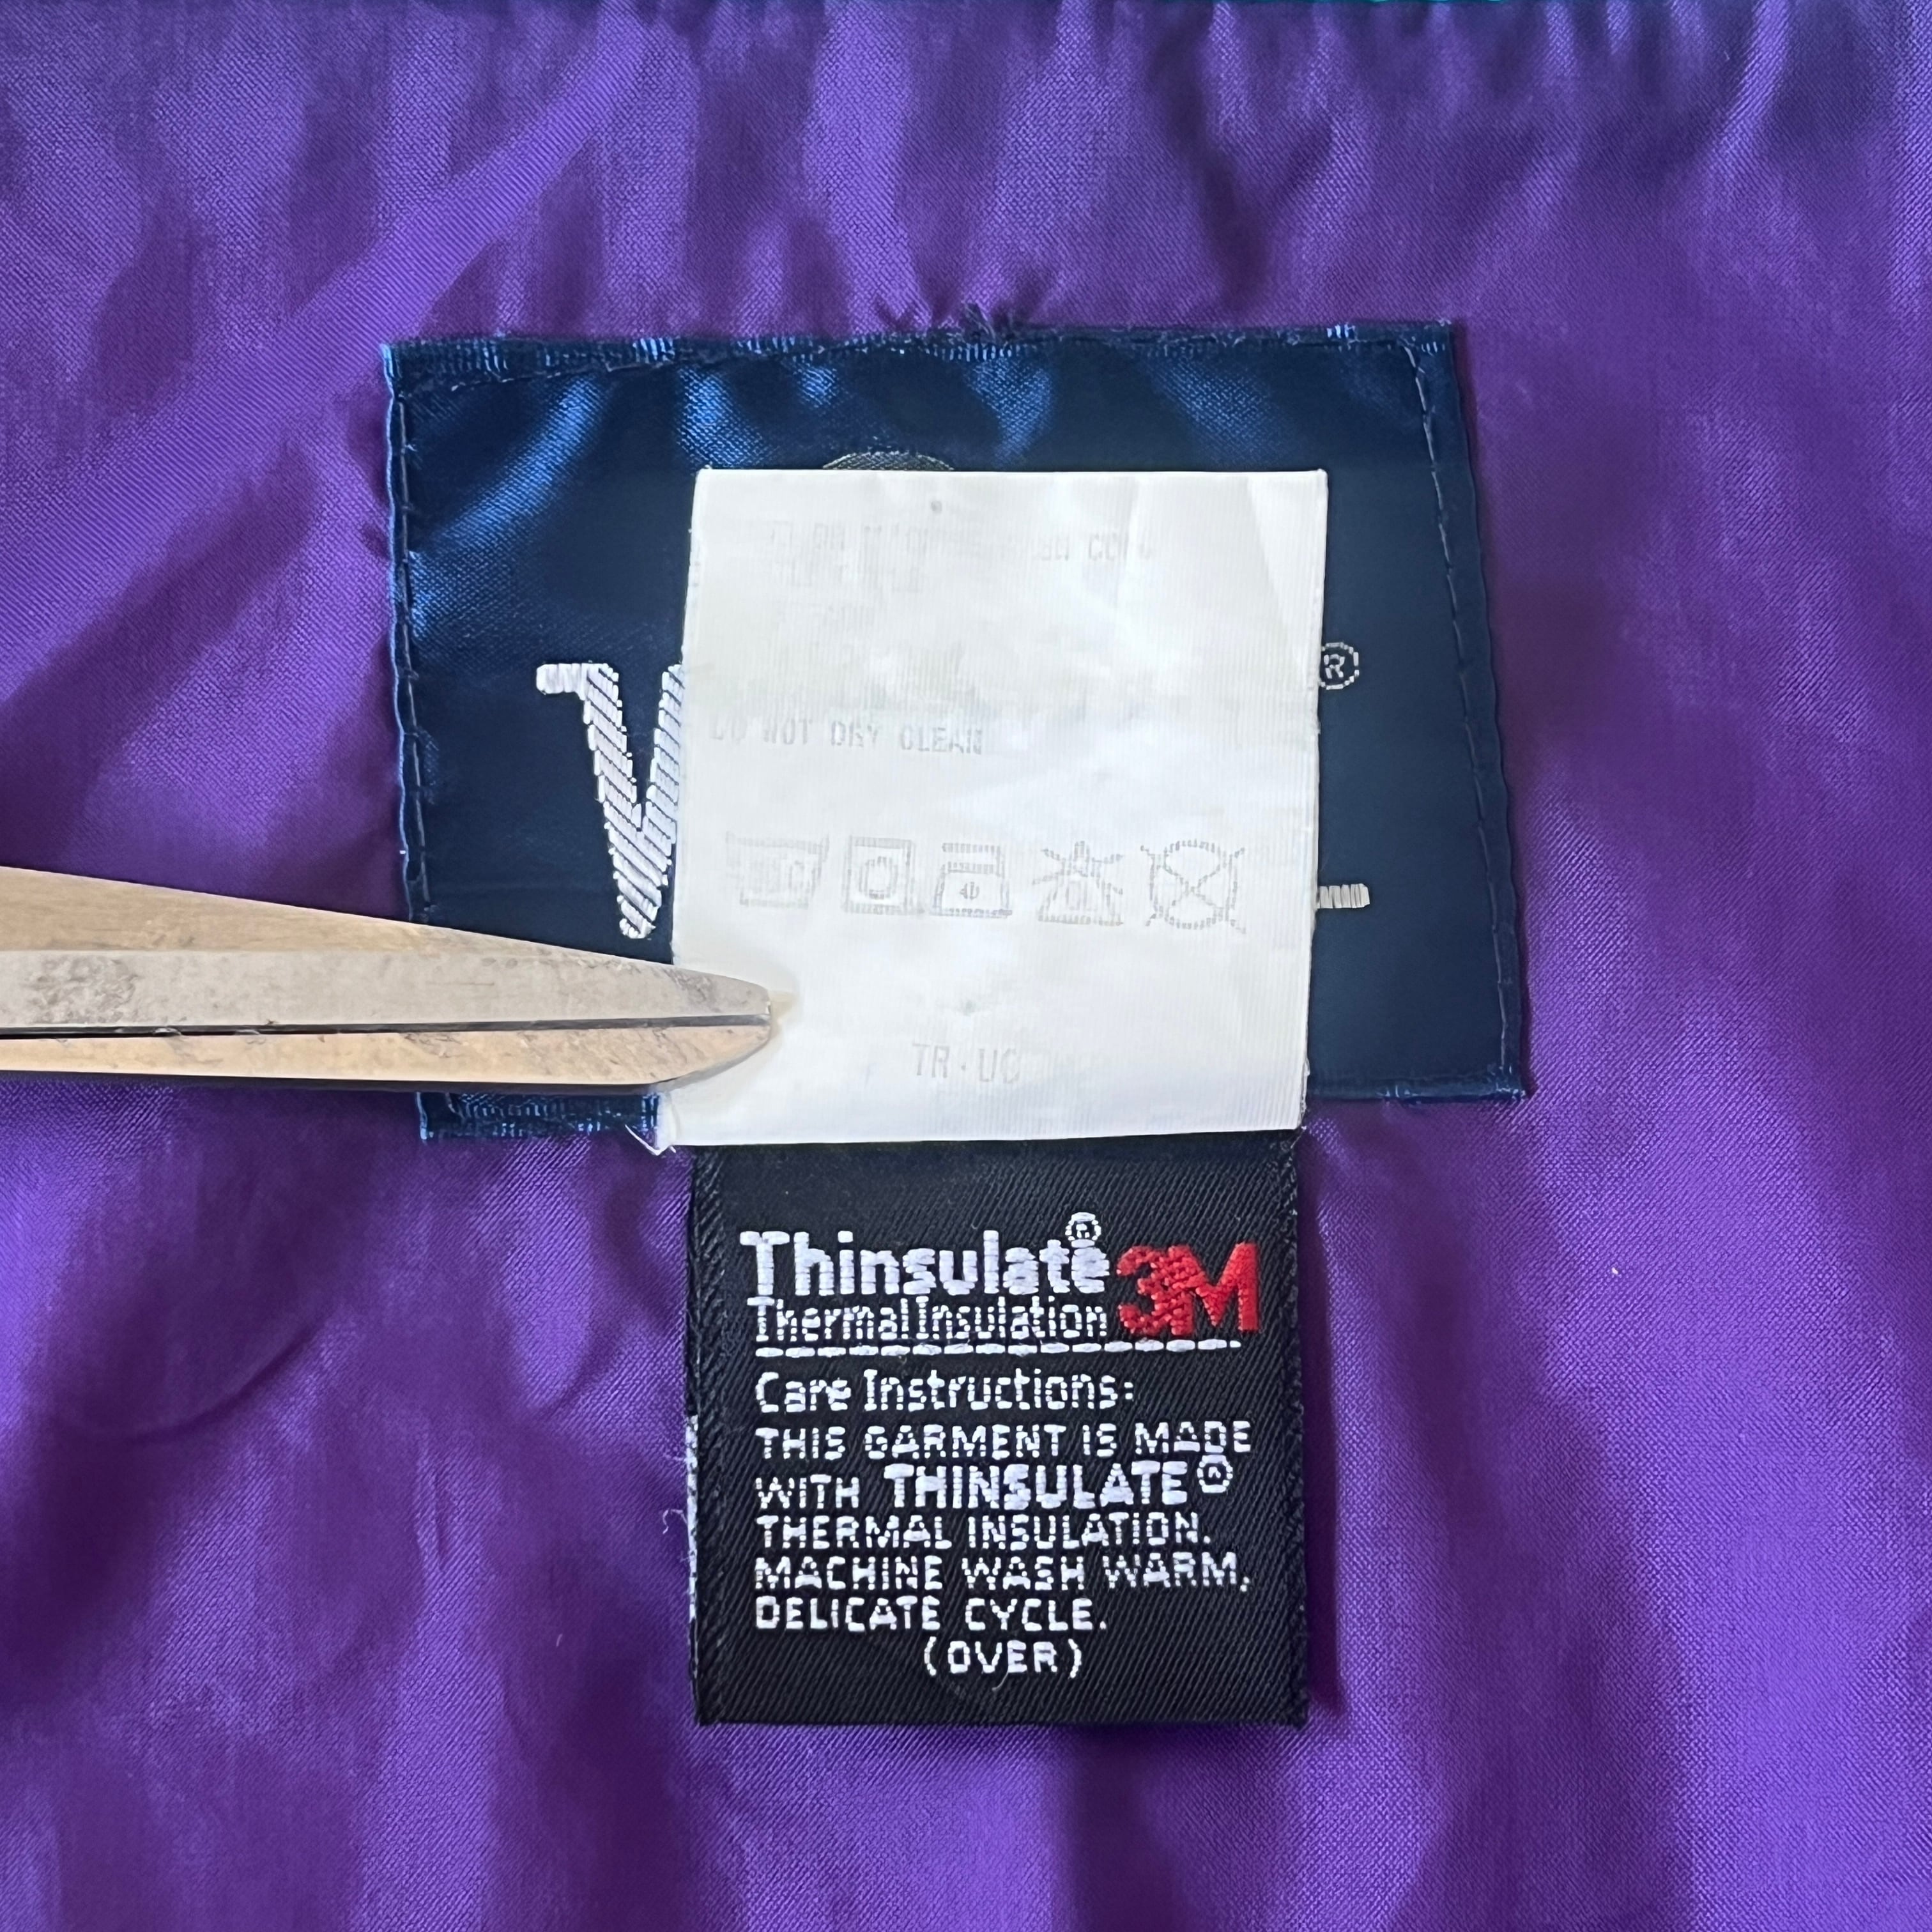 ®
DO NOT DRY CLEAN
TR·UC
Thinsulate®
3M
Thermal Insulation
Care Instructions:
THIS GARMENT IS MADE
WITH THINSULATE®
THERMAL INSULATION.
MACHINE WASH WARM,
DELICATE CYCLE.
(OVER)